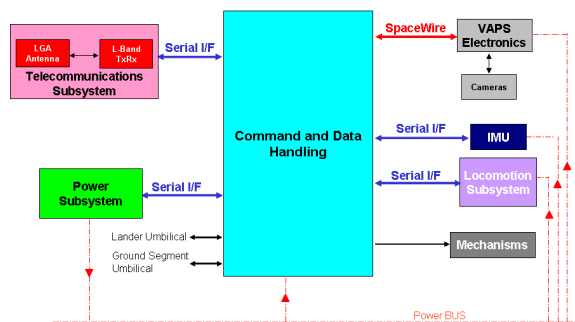 LGA
Antenna
L-Band
TxRx
Telecommunications
Subsystem
Serial I/F
SpaceWire
VAPS
Electronics
Cameras
Command and Data
Handling
Serial I/F
IMU
Serial I/F
Locomotion
Subsystem
Power
Subsystem
Serial I/F
Lander Umbilical
Ground Segment
Umbilical
Mechanisms
Power BUS